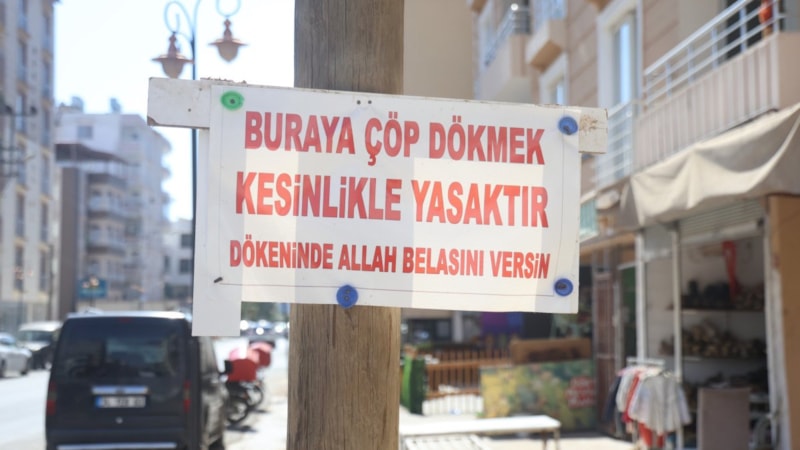 BURAYA ÇÖP DÖKMEK
KESİNLİKLE YASAKTIR
DÖKENİNDE ALLAH BELASINI VERSİN